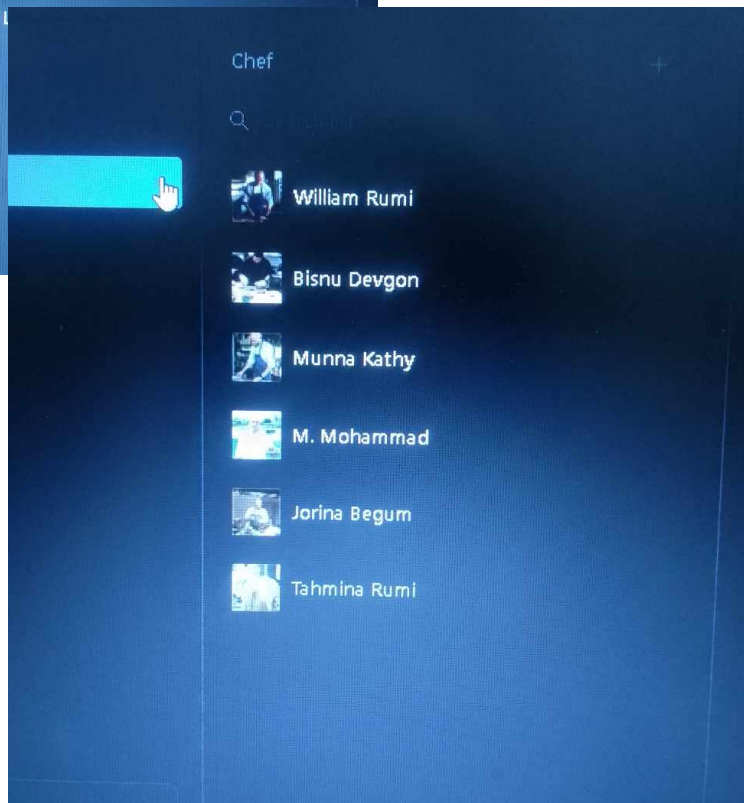 Chef
William Rumi
Bisnu Devgon
Munna Kathy
M. Mohammad
Jorina Begum
Tahmina Rumi